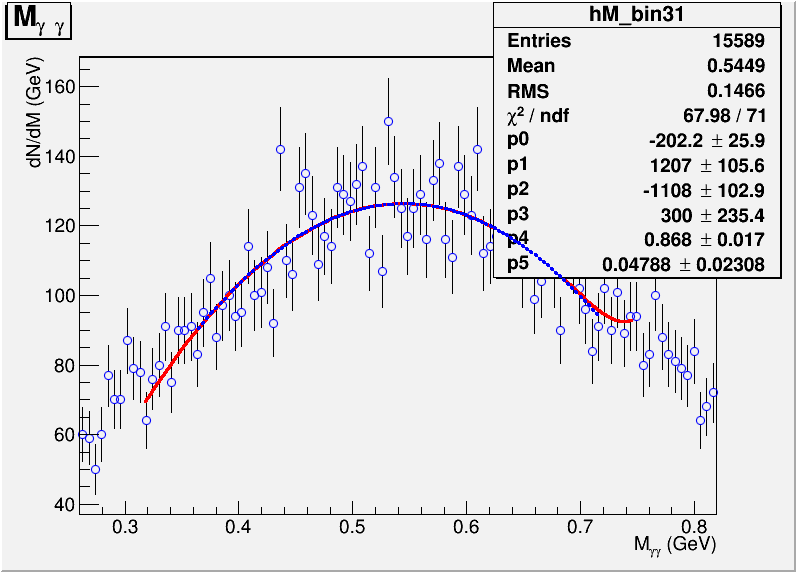 M γ γ
hM_bin31
Entries 15589
Mean 0.5449
RMS 0.1466
χ² / ndf 67.98 / 71
p0 -202.2 ± 25.9
p1 1207 ± 105.6
p2 -1108 ± 102.9
p3 300 ± 235.4
p4 0.868 ± 0.017
p5 0.04788 ± 0.02308
dN/dM (GeV)
160
140
120
100
80
60
40
0.3 0.4 0.5 0.6 0.7 0.8
Mγγ (GeV)